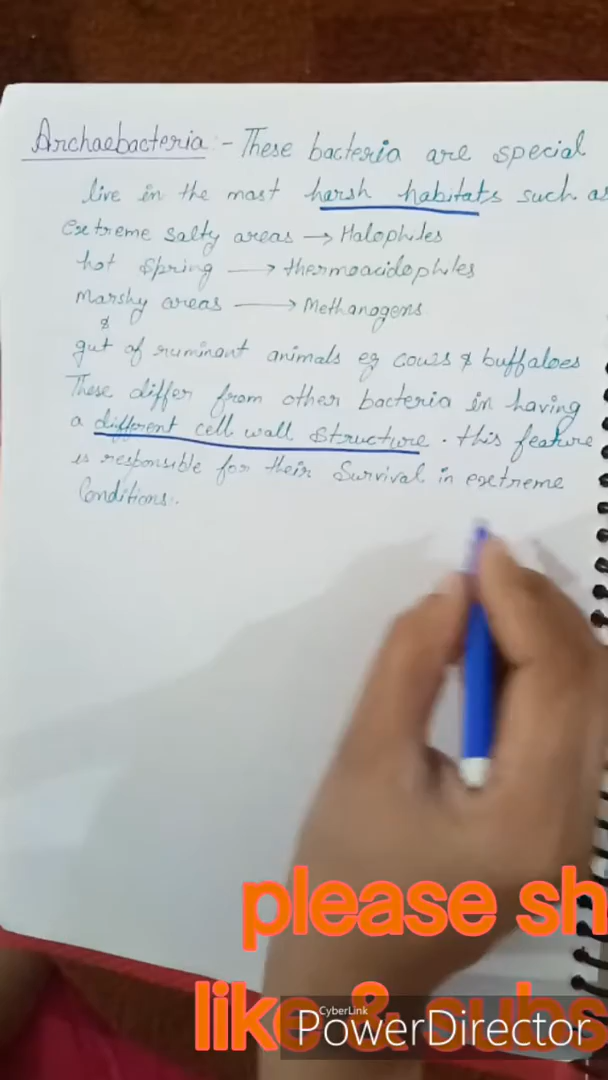 Archaebacteria :- These bacteria are special
live in the most harsh habitats such as
extreme salty areas → Halophiles
hot spring → thermoacidophiles
Marshy areas → Methanogens
&
gut of ruminant animals eg cows & buffaloes
These differ from other bacteria in having
a different cell wall structure. this feature
is responsible for their Survival in extreme
Conditions.
please sh
like & subs
CyberLink
PowerDirector